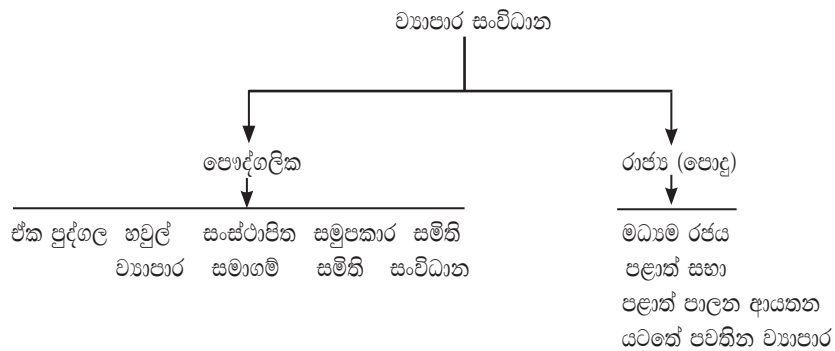 ව්‍යාපාර සංවිධාන
පෞද්ගලික
රාජ්‍ය (පොදු)
ඒක පුද්ගල හවුල් සංස්ථාපිත සමුපකාර සමිති
ව්‍යාපාර සමාගම් සමිති සංවිධාන
මධ්‍යම රජය
පළාත් සභා
පළාත් පාලන ආයතන
යටතේ පවතින ව්‍යාපාර